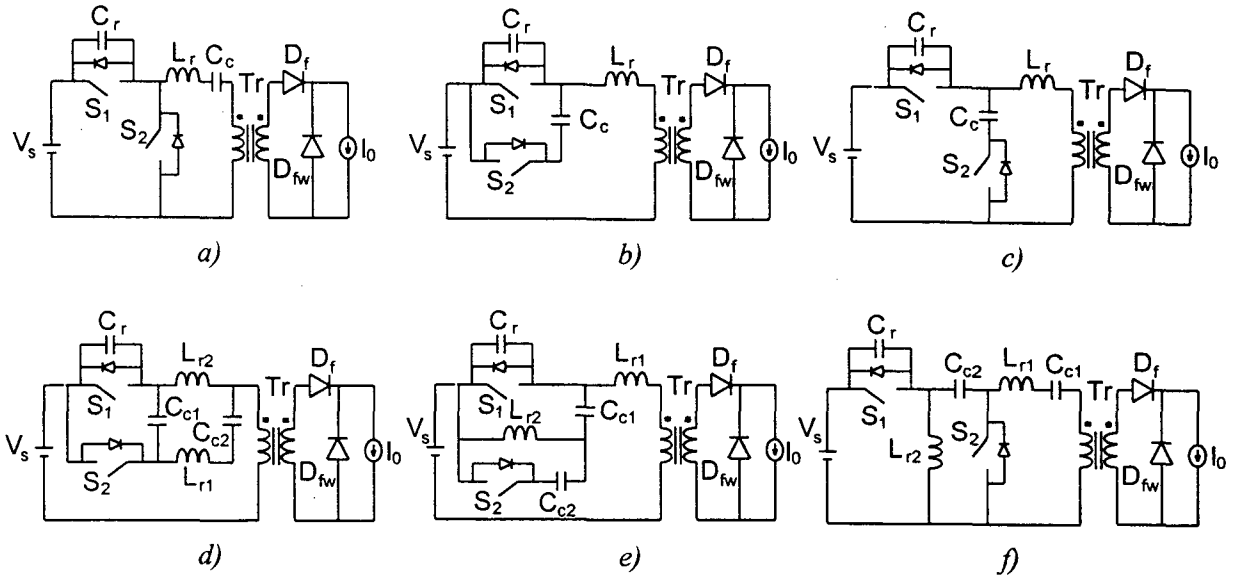 C_r
L_r C_c Tr D_f
S_1
S_2
V_s
D_fw
I_0
a)
C_r
L_r Tr D_f
S_1
C_c
V_s
S_2
D_fw
I_0
b)
C_r
L_r Tr D_f
S_1
C_c
V_s
S_2
D_fw
I_0
c)
C_r
L_r2 Tr D_f
S_1
C_c1
V_s
C_c2
S_2
L_r1
D_fw
I_0
d)
C_r
L_r1 Tr D_f
S_1
C_c1
V_s
L_r2
S_2
C_c2
D_fw
I_0
e)
C_r
C_c2 L_r1 C_c1 Tr D_f
S_1
V_s
L_r2
S_2
D_fw
I_0
f)